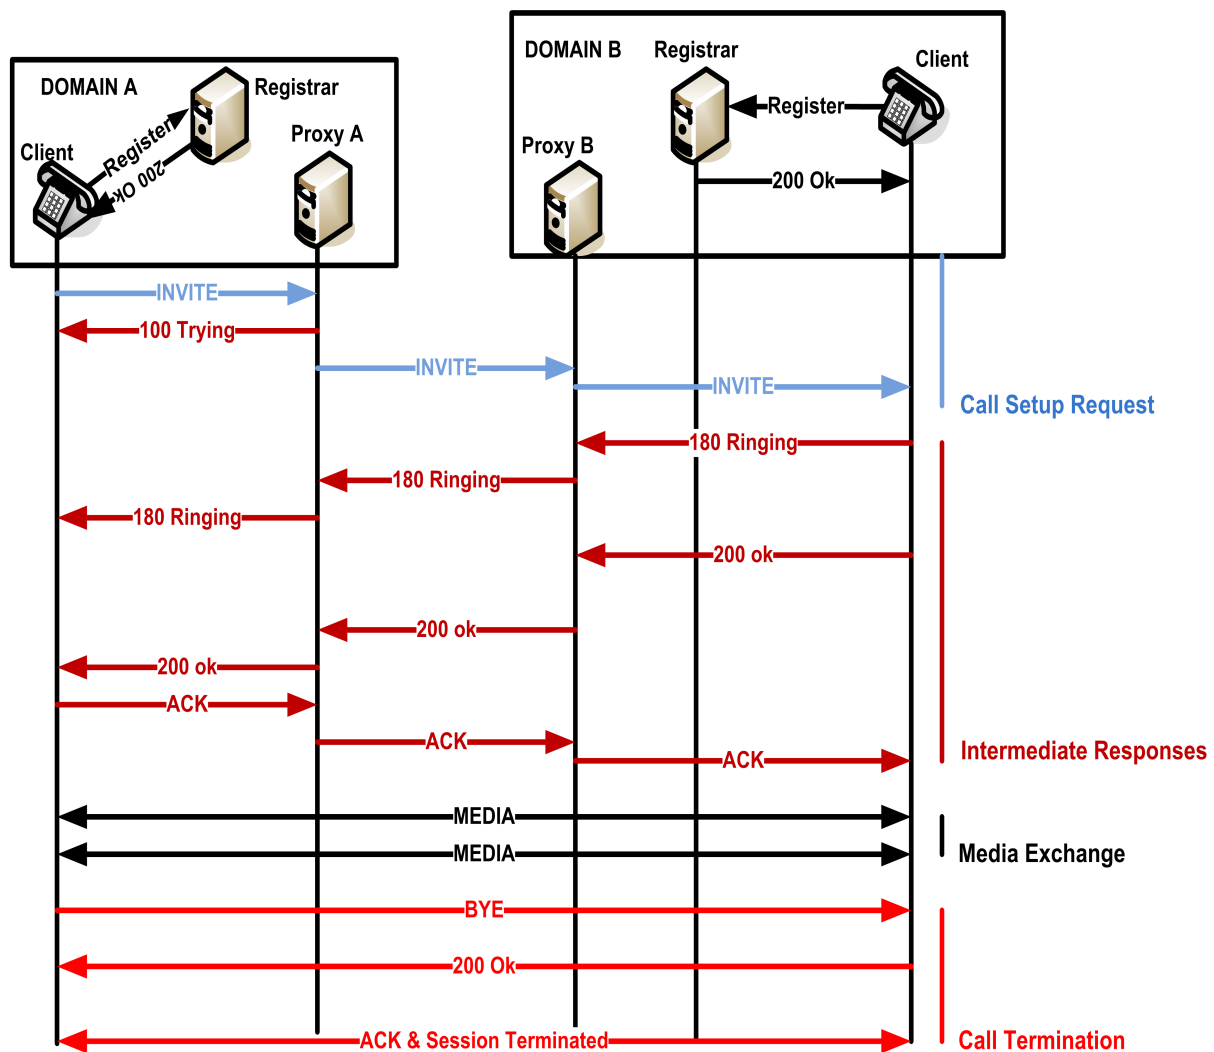 DOMAIN B
Registrar
Client
DOMAIN A
Registrar
Register
Proxy A
Register
Client
200 Ok
Proxy B
200 Ok
INVITE
100 Trying
INVITE
INVITE
Call Setup Request
180 Ringing
180 Ringing
180 Ringing
200 ok
200 ok
200 ok
ACK
ACK
ACK
Intermediate Responses
MEDIA
MEDIA
Media Exchange
BYE
200 Ok
ACK & Session Terminated
Call Termination